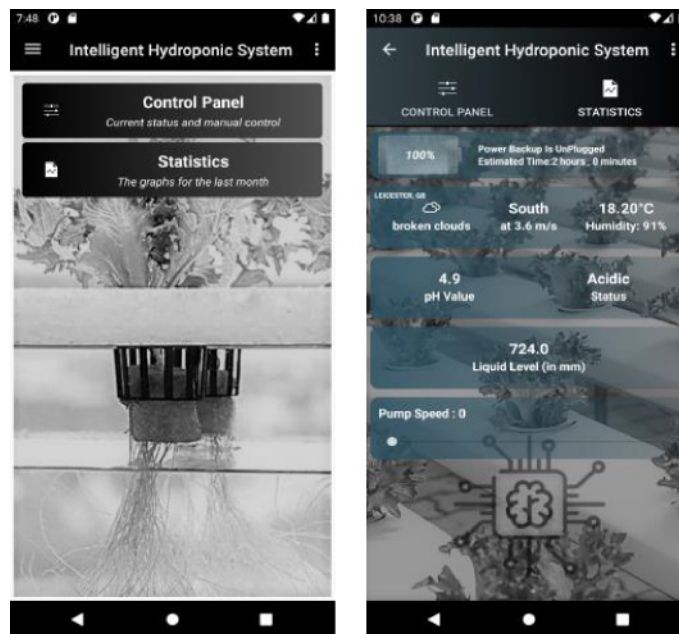 7:48
Intelligent Hydroponic System
Control Panel
Current status and manual control
Statistics
The graphs for the last month
10:38
Intelligent Hydroponic System
CONTROL PANEL
STATISTICS
100%
Power Backup Is UnPlugged
Estimated Time:2 hours , 0 minutes
LEICESTER, GB
broken clouds
South
at 3.6 m/s
18.20°C
Humidity: 91%
4.9
pH Value
Acidic
Status
724.0
Liquid Level (in mm)
Pump Speed : 0